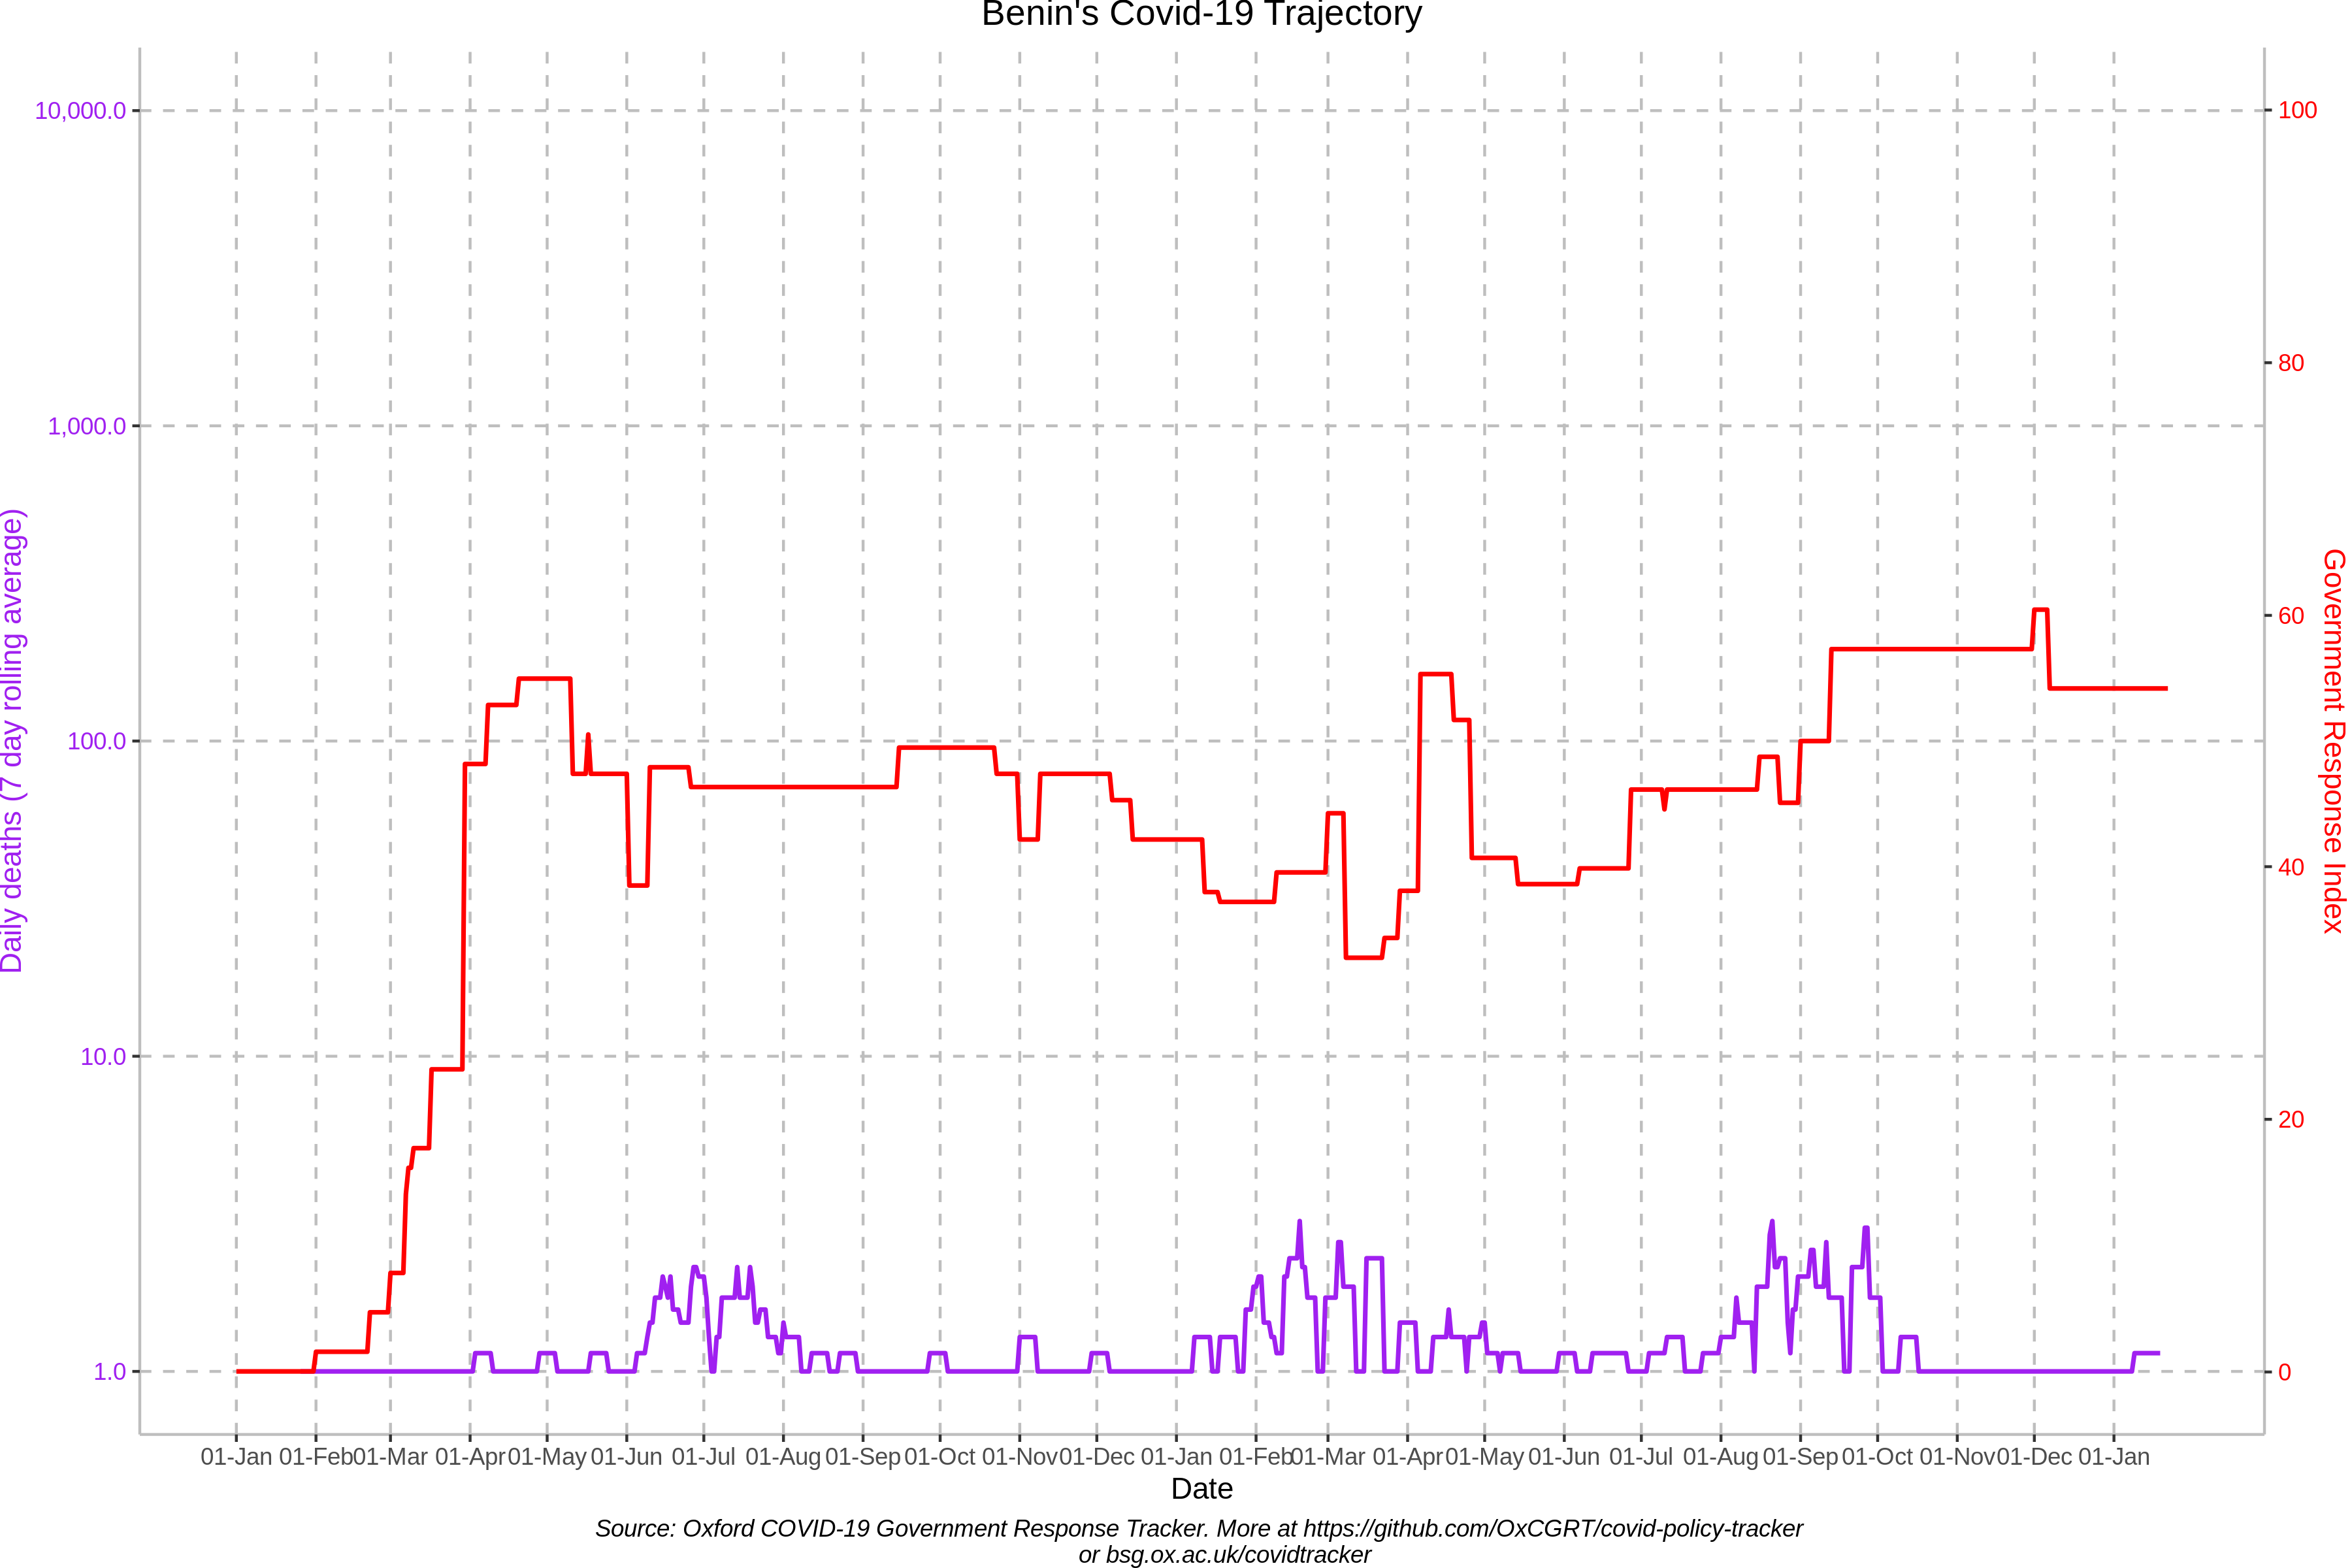 Benin's Covid-19 Trajectory
10,000.0
1,000.0
100.0
10.0
1.0
Daily deaths (7 day rolling average)
100
80
60
40
20
0
Government Response Index
01-Jan 01-Feb 01-Mar 01-Apr 01-May 01-Jun 01-Jul 01-Aug 01-Sep 01-Oct 01-Nov 01-Dec 01-Jan 01-Feb 01-Mar 01-Apr 01-May 01-Jun 01-Jul 01-Aug 01-Sep 01-Oct 01-Nov 01-Dec 01-Jan
Date
Source: Oxford COVID-19 Government Response Tracker. More at https://github.com/OxCGRT/covid-policy-tracker
or bsg.ox.ac.uk/covidtracker